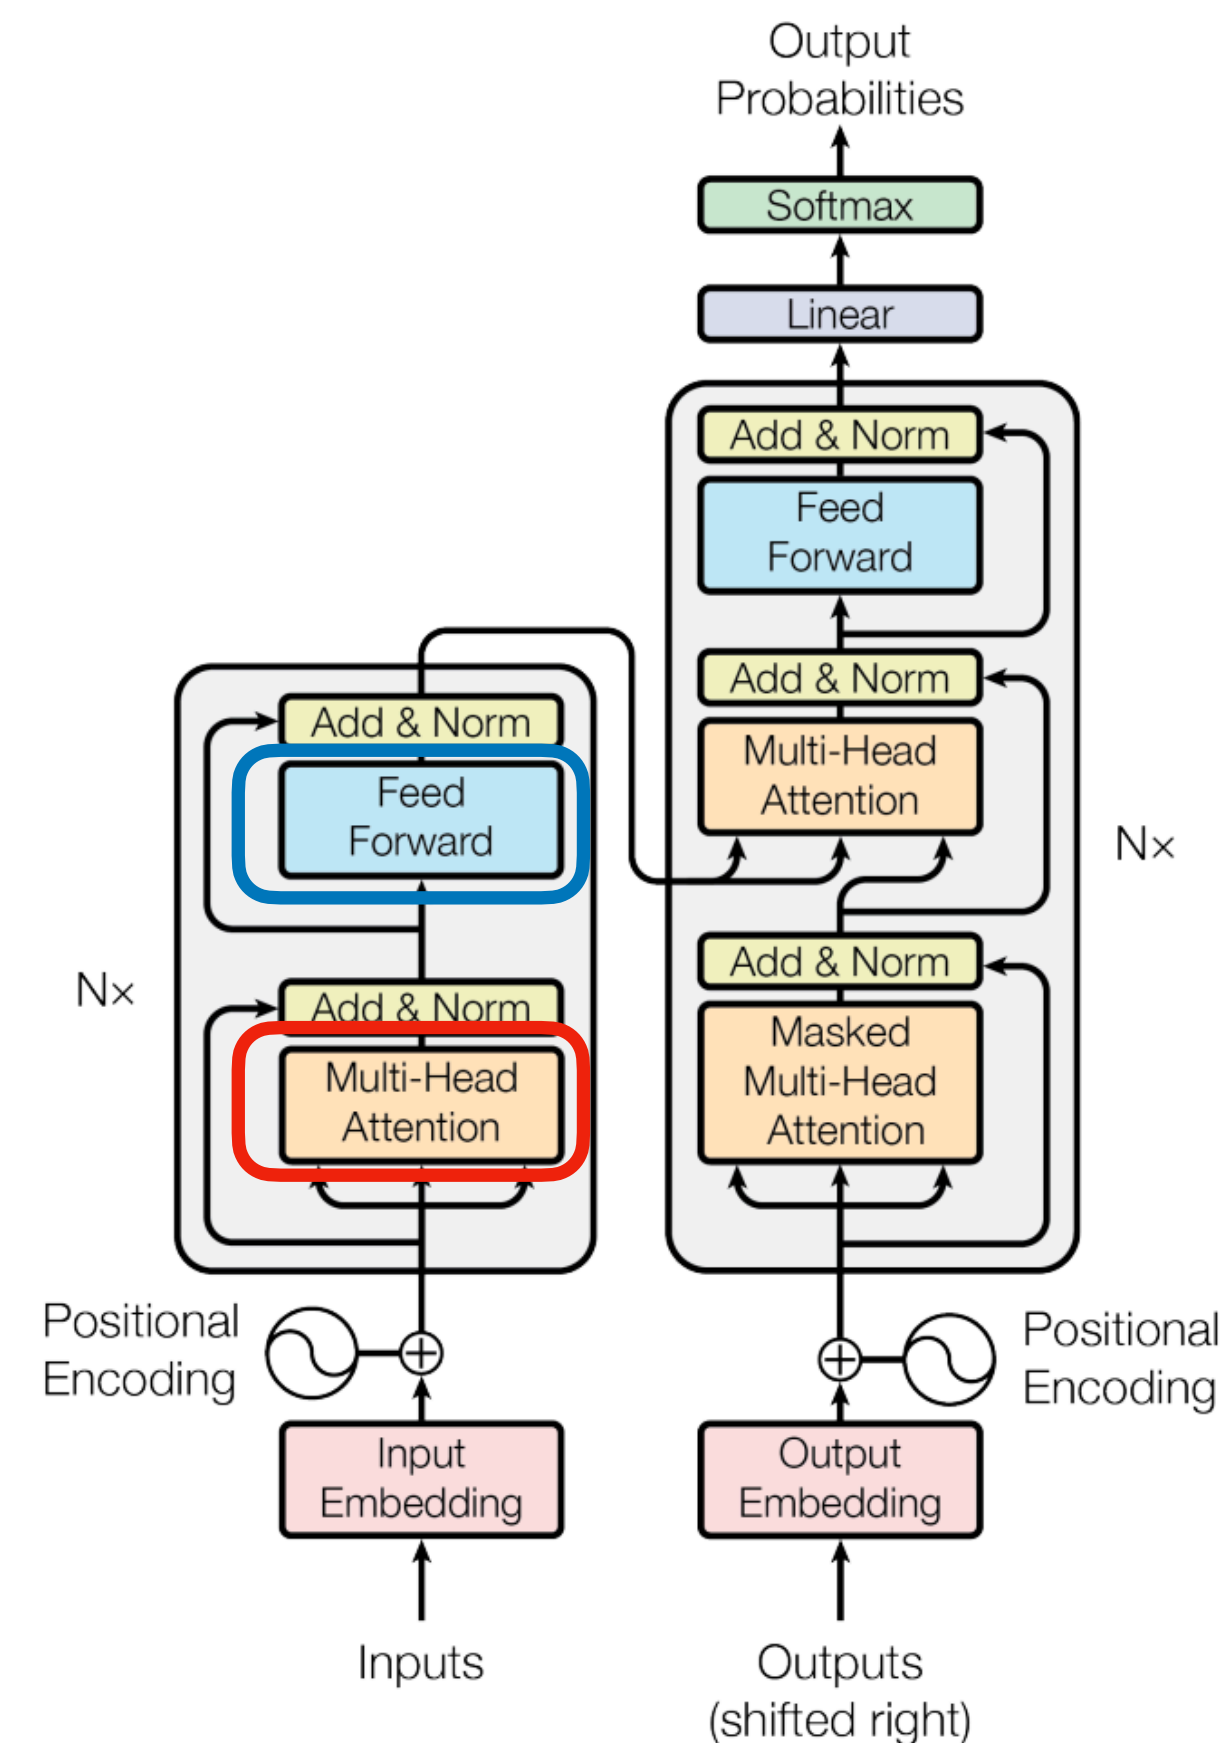 Output
Probabilities
Softmax
Linear
Add & Norm
Feed
Forward
Add & Norm
Multi-Head
Attention
Nx
Add & Norm
Masked
Multi-Head
Attention
Add & Norm
Feed
Forward
Nx
Add & Norm
Multi-Head
Attention
Positional
Encoding
Positional
Encoding
Input
Embedding
Output
Embedding
Inputs
Outputs
(shifted right)